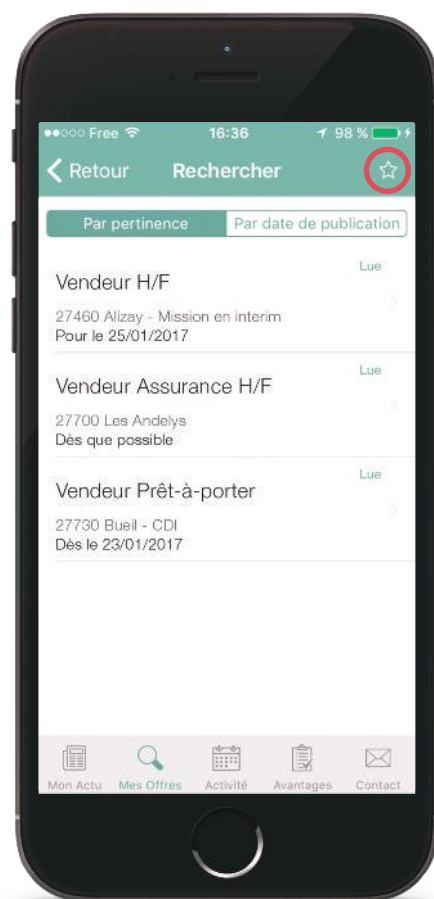 Free 16:36 98 %
Retour Rechercher
Par pertinence Par date de publication
Lue
Vendeur H/F
27460 Alizay - Mission en interim
Pour le 25/01/2017
Lue
Vendeur Assurance H/F
27700 Les Andelys
Dès que possible
Lue
Vendeur Prêt-à-porter
27730 Bueil - CDI
Dès le 23/01/2017
Mon Actu Mes Offres Activité Avantages Contact